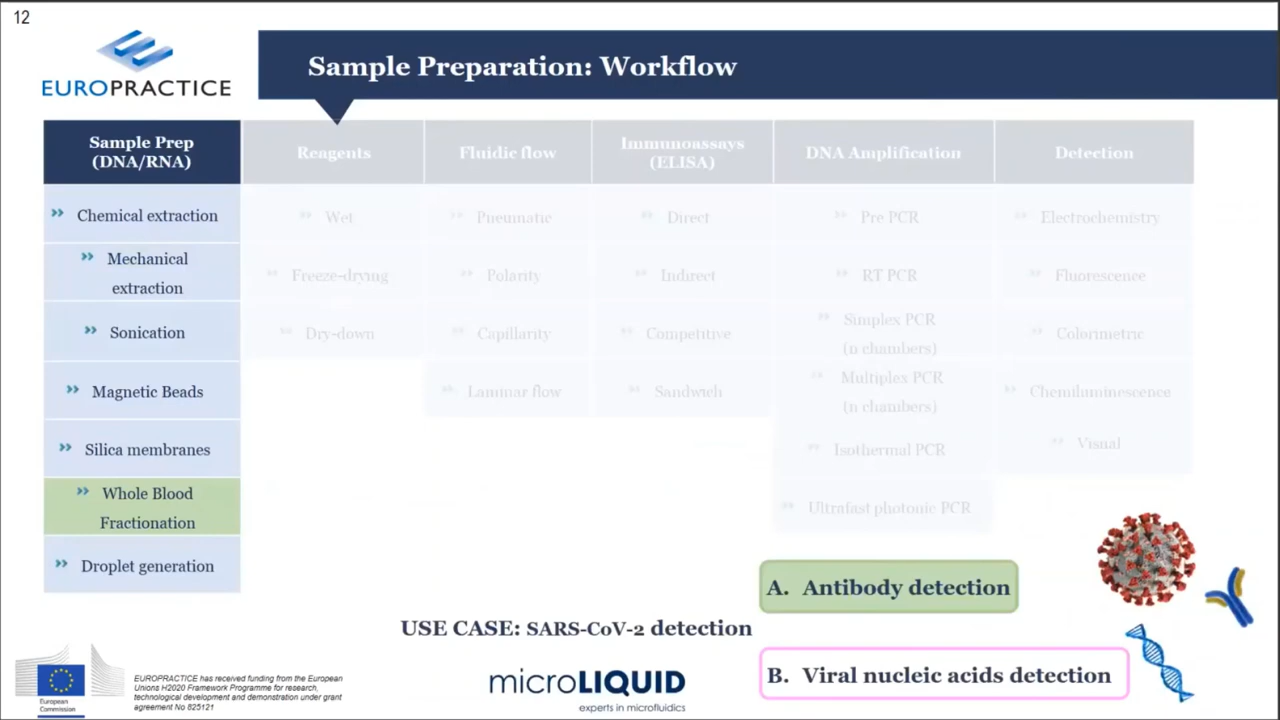 12
EUROPRACTICE
Sample Preparation: Workflow
Sample Prep
(DNA/RNA)
Reagents
Fluidic flow
Immunoassays
(ELISA)
DNA Amplification
Detection
Chemical extraction
Wet
Pneumatic
Direct
Pre PCR
Electrochemistry
Mechanical
extraction
Freeze-drying
Polarity
Indirect
RT PCR
Fluorescence
Sonication
Dry-down
Capillarity
Competitive
Simplex PCR
(n chambers)
Colorimetric
Magnetic Beads
Laminar flow
Sandwich
Multiplex PCR
(n chambers)
Chemiluminescence
Silica membranes
Isothermal PCR
Visual
Whole Blood
Fractionation
Ultrafast photonic PCR
Droplet generation
A. Antibody detection
USE CASE: SARS-CoV-2 detection
B. Viral nucleic acids detection
European
Commission
EUROPRACTICE has received funding from the European
Unions H2020 Framework Programme for research,
technological development and demonstration under grant
agreement No 825121
microLIQUID
experts in microfluidics